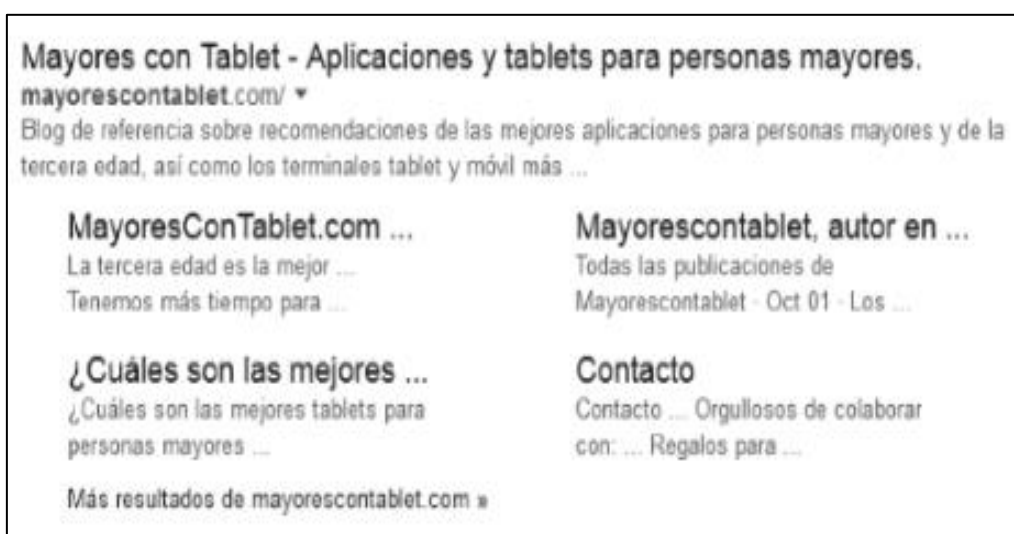 Mayores con Tablet - Aplicaciones y tablets para personas mayores.
mayorescontablet.com/ ▼
Blog de referencia sobre recomendaciones de las mejores aplicaciones para personas mayores y de la
tercera edad, así como los terminales tablet y móvil más ...
MayoresConTablet.com ...
La tercera edad es la mejor ...
Tenemos más tiempo para ...
Mayorescontablet, autor en ...
Todas las publicaciones de
Mayorescontablet · Oct 01 · Los ...
¿Cuáles son las mejores ...
¿Cuáles son las mejores tablets para
personas mayores ...
Contacto
Contacto ... Orgullosos de colaborar
con: ... Regalos para ...
Más resultados de mayorescontablet.com »